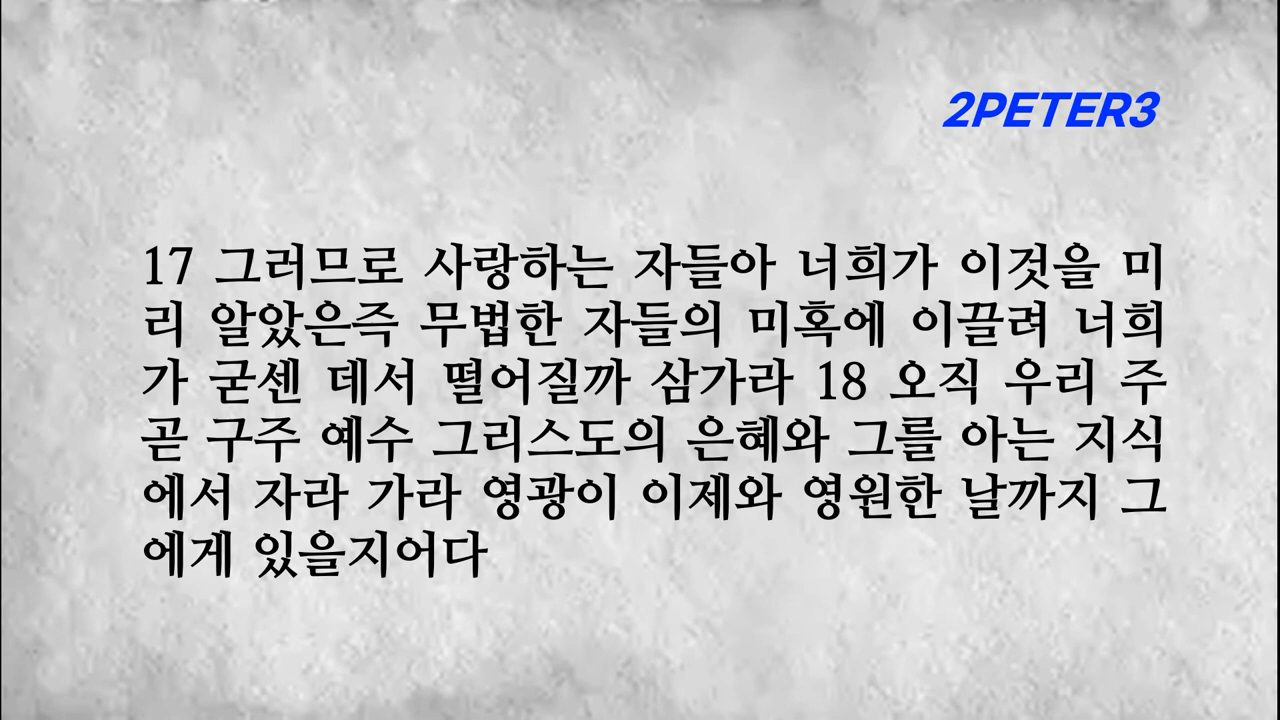 2PETER3
17 그러므로 사랑하는 자들아 너희가 이것을 미
리 알았은즉 무법한 자들의 미혹에 이끌려 너희
가 굳센 데서 떨어질까 삼가라 18 오직 우리 주
곧 구주 예수 그리스도의 은혜와 그를 아는 지식
에서 자라 가라 영광이 이제와 영원한 날까지 그
에게 있을지어다